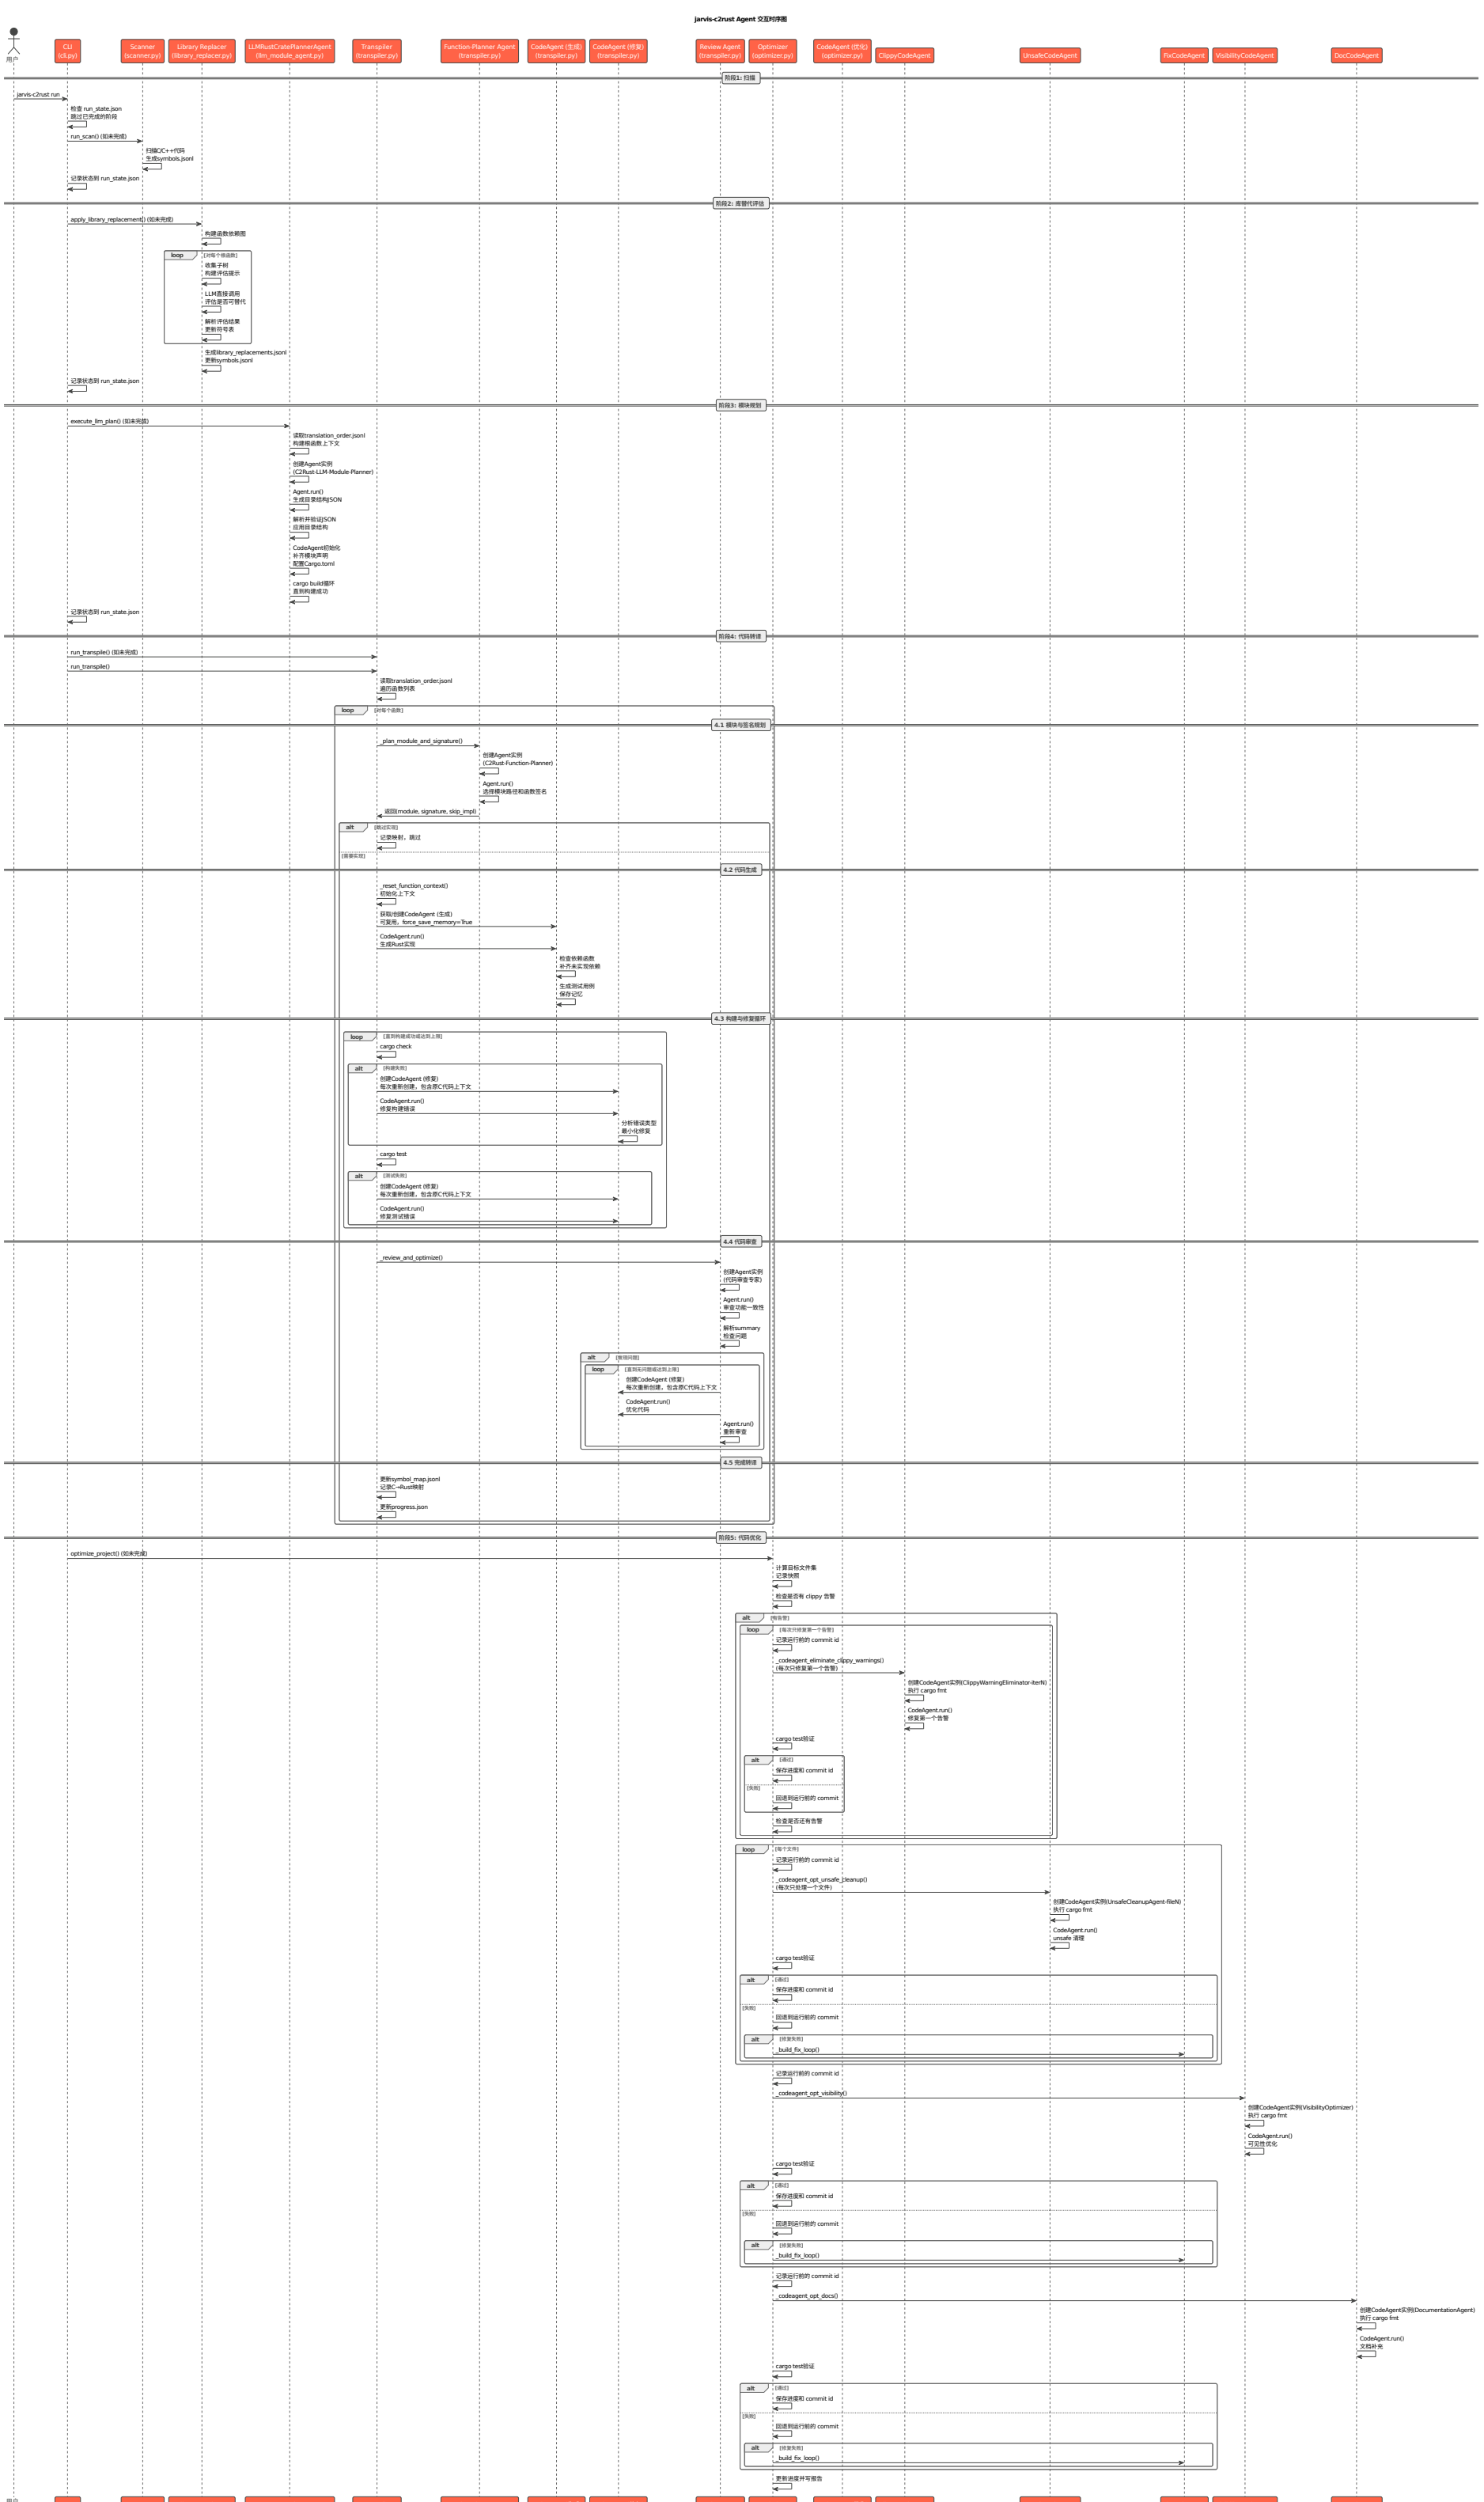 jarvis-c2rust Agent 交互时序图
用户
CLI
(cli.py)
Scanner
(scanner.py)
Library Replacer
(library_replacer.py)
LLMRustCratePlannerAgent
(llm_module_agent.py)
Transpiler
(transpiler.py)
Function-Planner Agent
(transpiler.py)
CodeAgent (生成)
(transpiler.py)
CodeAgent (修复)
(transpiler.py)
Review Agent
(transpiler.py)
Optimizer
(optimizer.py)
CodeAgent (优化)
(optimizer.py)
ClippyCodeAgent
UnsafeCodeAgent
FixCodeAgent
VisibilityCodeAgent
DocCodeAgent
阶段1: 扫描
jarvis-c2rust run
检查 run_state.json
跳过已完成的阶段
run_scan() (如未完成)
扫描C/C++代码
生成symbols.jsonl
记录状态到 run_state.json
阶段2: 库替代评估
apply_library_replacement() (如未完成)
构建函数依赖图
loop
[对每个根函数]
收集子树
构建评估提示
LLM直接调用
评估是否可替代
解析评估结果
更新符号表
生成library_replacements.jsonl
更新symbols.jsonl
记录状态到 run_state.json
阶段3: 模块规划
execute_llm_plan() (如未完成)
读取translation_order.jsonl
构建根函数上下文
创建Agent实例
(C2Rust-LLM-Module-Planner)
Agent.run()
生成目录结构JSON
解析并验证JSON
应用目录结构
CodeAgent初始化
补齐模块声明
配置Cargo.toml
cargo build循环
直到构建成功
记录状态到 run_state.json
阶段4: 代码转译
run_transpile() (如未完成)
run_transpile()
读取translation_order.jsonl
遍历函数列表
loop
[对每个函数]
4.1 模块与签名规划
_plan_module_and_signature()
创建Agent实例
(C2Rust-Function-Planner)
Agent.run()
选择模块路径和函数签名
返回(module, signature, skip_impl)
alt
[跳过实现]
记录映射，跳过
[需要实现]
4.2 代码生成
_reset_function_context()
初始化上下文
获取/创建CodeAgent (生成)
可复用，force_save_memory=True
CodeAgent.run()
生成Rust实现
检查依赖函数
补齐未实现依赖
生成测试用例
保存记忆
4.3 构建与修复循环
loop
[直到构建成功或达到上限]
cargo check
alt
[构建失败]
创建CodeAgent (修复)
每次重新创建，包含原C代码上下文
CodeAgent.run()
修复构建错误
分析错误类型
最小化修复
cargo test
alt
[测试失败]
创建CodeAgent (修复)
每次重新创建，包含原C代码上下文
CodeAgent.run()
修复测试错误
4.4 代码审查
_review_and_optimize()
创建Agent实例
(代码审查专家)
Agent.run()
审查功能一致性
解析summary
检查问题
alt
[发现问题]
loop
[直到无问题或达到上限]
创建CodeAgent (修复)
每次重新创建，包含原C代码上下文
CodeAgent.run()
优化代码
Agent.run()
重新审查
4.5 完成转译
更新symbol_map.jsonl
记录C→Rust映射
更新progress.json
阶段5: 代码优化
optimize_project() (如未完成)
计算目标文件集
记录快照
检查是否有 clippy 告警
alt
[有告警]
loop
[每次只修复第一个告警]
记录运行前的 commit id
_codeagent_eliminate_clippy_warnings()
(每次只修复第一个告警)
创建CodeAgent实例(ClippyWarningEliminator-iterN)
执行 cargo fmt
CodeAgent.run()
修复第一个告警
cargo test验证
alt
[通过]
保存进度和 commit id
[失败]
回退到运行前的 commit
检查是否还有告警
loop
[每个文件]
记录运行前的 commit id
_codeagent_opt_unsafe_cleanup()
(每次只处理一个文件)
创建CodeAgent实例(UnsafeCleanupAgent-fileN)
执行 cargo fmt
CodeAgent.run()
unsafe 清理
cargo test验证
alt
[通过]
保存进度和 commit id
[失败]
回退到运行前的 commit
alt
[修复失败]
_build_fix_loop()
记录运行前的 commit id
_codeagent_opt_visibility()
创建CodeAgent实例(VisibilityOptimizer)
执行 cargo fmt
CodeAgent.run()
可见性优化
cargo test验证
alt
[通过]
保存进度和 commit id
[失败]
回退到运行前的 commit
alt
[修复失败]
_build_fix_loop()
记录运行前的 commit id
_codeagent_opt_docs()
创建CodeAgent实例(DocumentationAgent)
执行 cargo fmt
CodeAgent.run()
文档补充
cargo test验证
alt
[通过]
保存进度和 commit id
[失败]
回退到运行前的 commit
alt
[修复失败]
_build_fix_loop()
更新进度并写报告